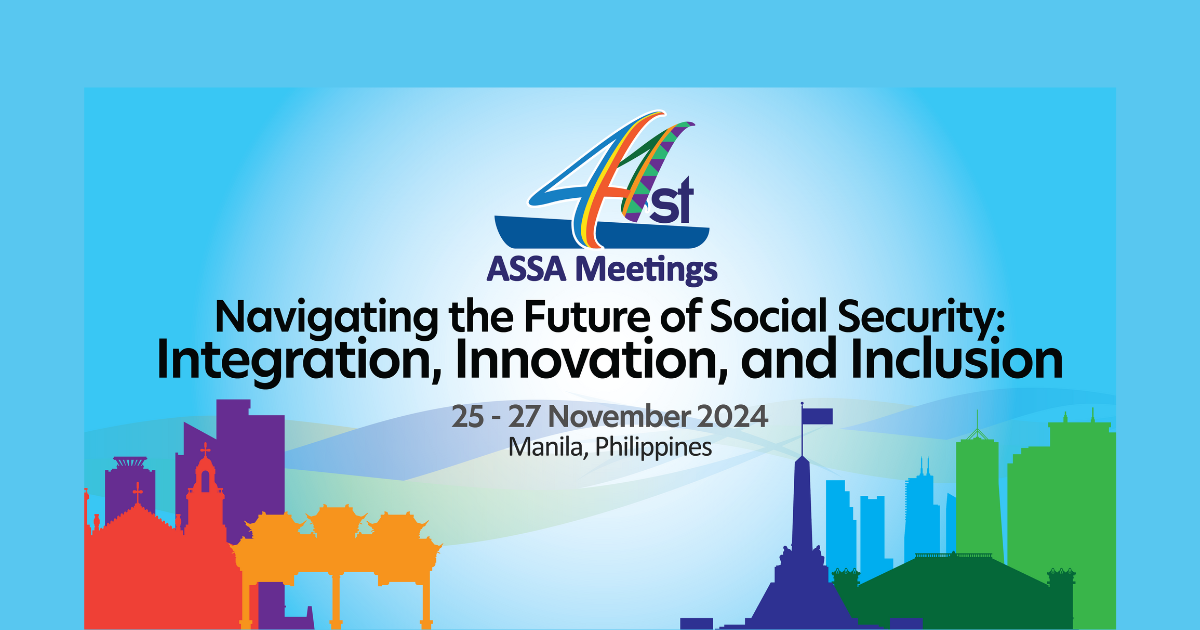 41st
ASSA Meetings
Navigating the Future of Social Security:
Integration, Innovation, and Inclusion
25 - 27 November 2024
Manila, Philippines